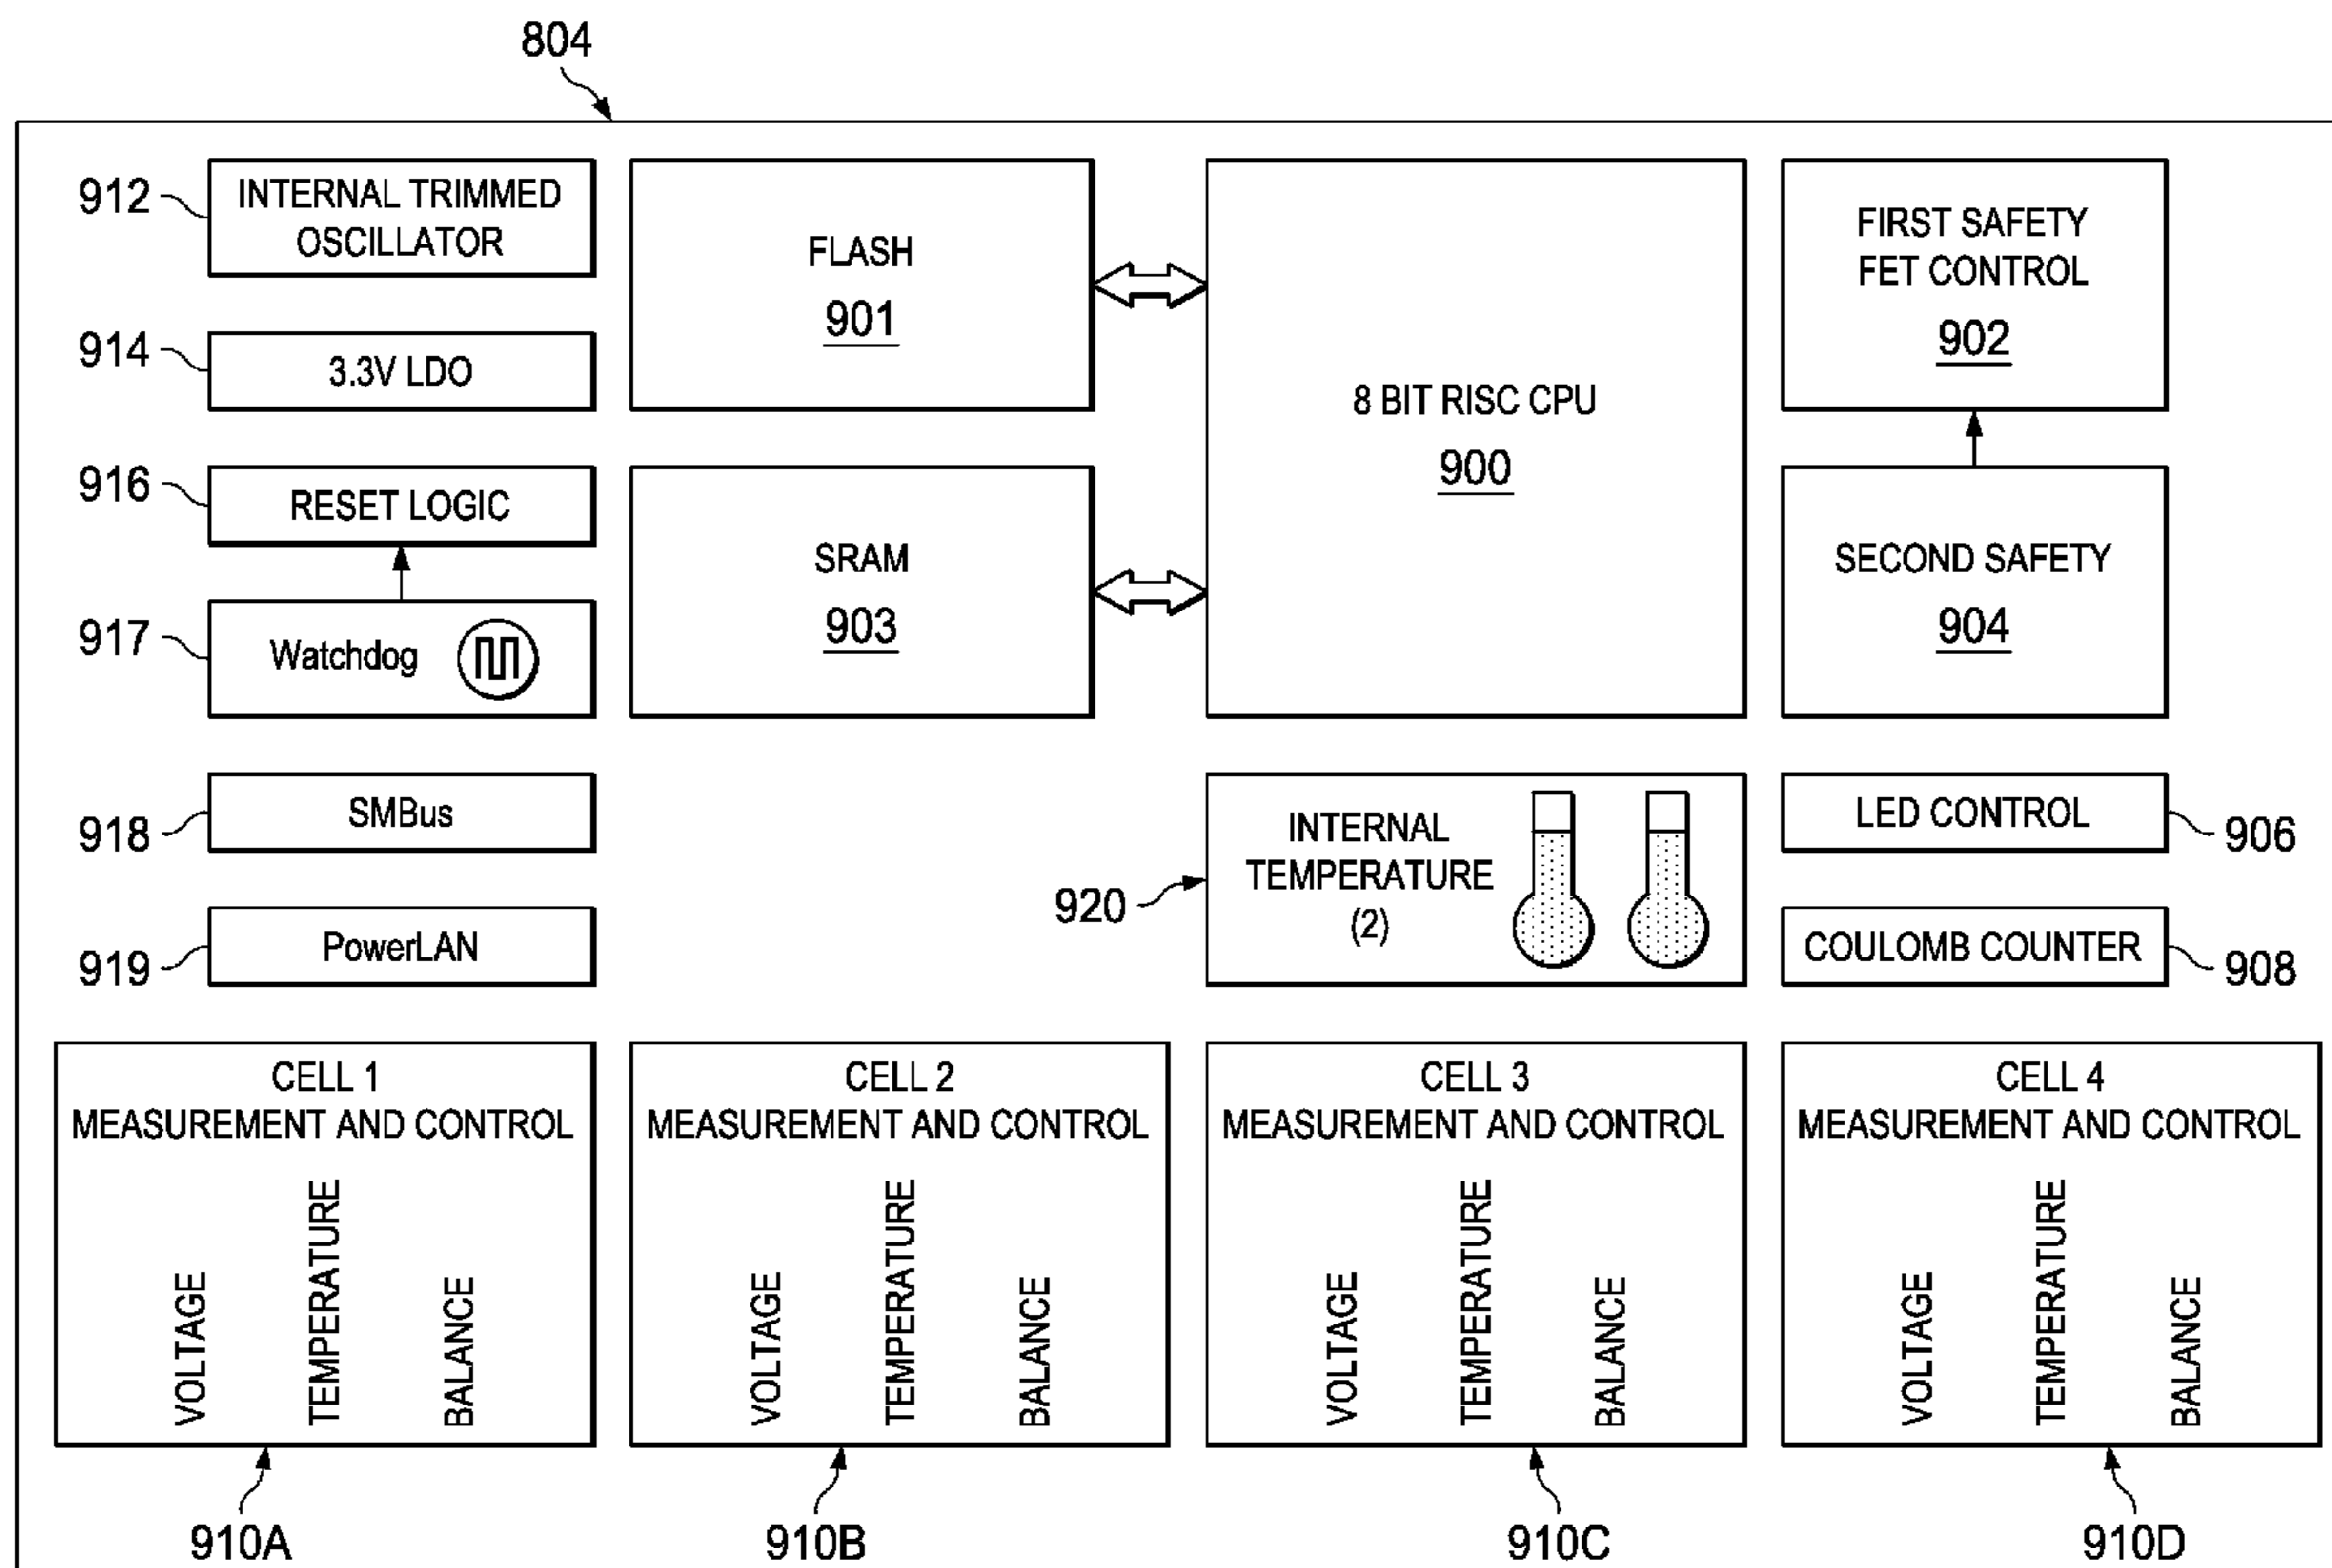 804
912
INTERNAL TRIMMED
OSCILLATOR
914
3.3V LDO
916
RESET LOGIC
917
Watchdog
918
SMBus
919
PowerLAN
FLASH
901
SRAM
903
8 BIT RISC CPU
900
FIRST SAFETY
FET CONTROL
902
SECOND SAFETY
904
920
INTERNAL
TEMPERATURE
(2)
LED CONTROL
906
COULOMB COUNTER
908
CELL 1
MEASUREMENT AND CONTROL
VOLTAGE
TEMPERATURE
BALANCE
910A
CELL 2
MEASUREMENT AND CONTROL
VOLTAGE
TEMPERATURE
BALANCE
910B
CELL 3
MEASUREMENT AND CONTROL
VOLTAGE
TEMPERATURE
BALANCE
910C
CELL 4
MEASUREMENT AND CONTROL
VOLTAGE
TEMPERATURE
BALANCE
910D